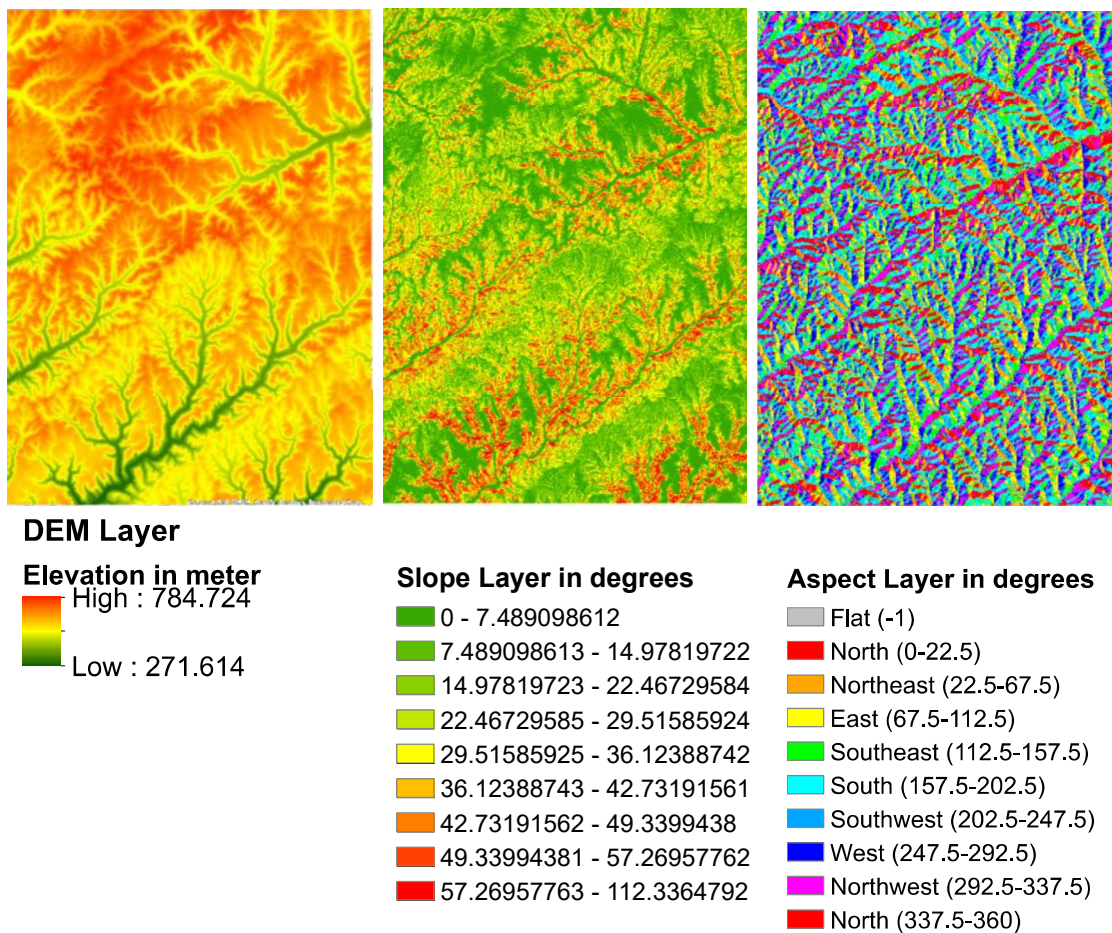 DEM Layer
Elevation in meter
High : 784.724
Low : 271.614
Slope Layer in degrees
0 - 7.489098612
7.489098613 - 14.97819722
14.97819723 - 22.46729584
22.46729585 - 29.51585924
29.51585925 - 36.12388742
36.12388743 - 42.73191561
42.73191562 - 49.3399438
49.33994381 - 57.26957762
57.26957763 - 112.3364792
Aspect Layer in degrees
Flat (-1)
North (0-22.5)
Northeast (22.5-67.5)
East (67.5-112.5)
Southeast (112.5-157.5)
South (157.5-202.5)
Southwest (202.5-247.5)
West (247.5-292.5)
Northwest (292.5-337.5)
North (337.5-360)